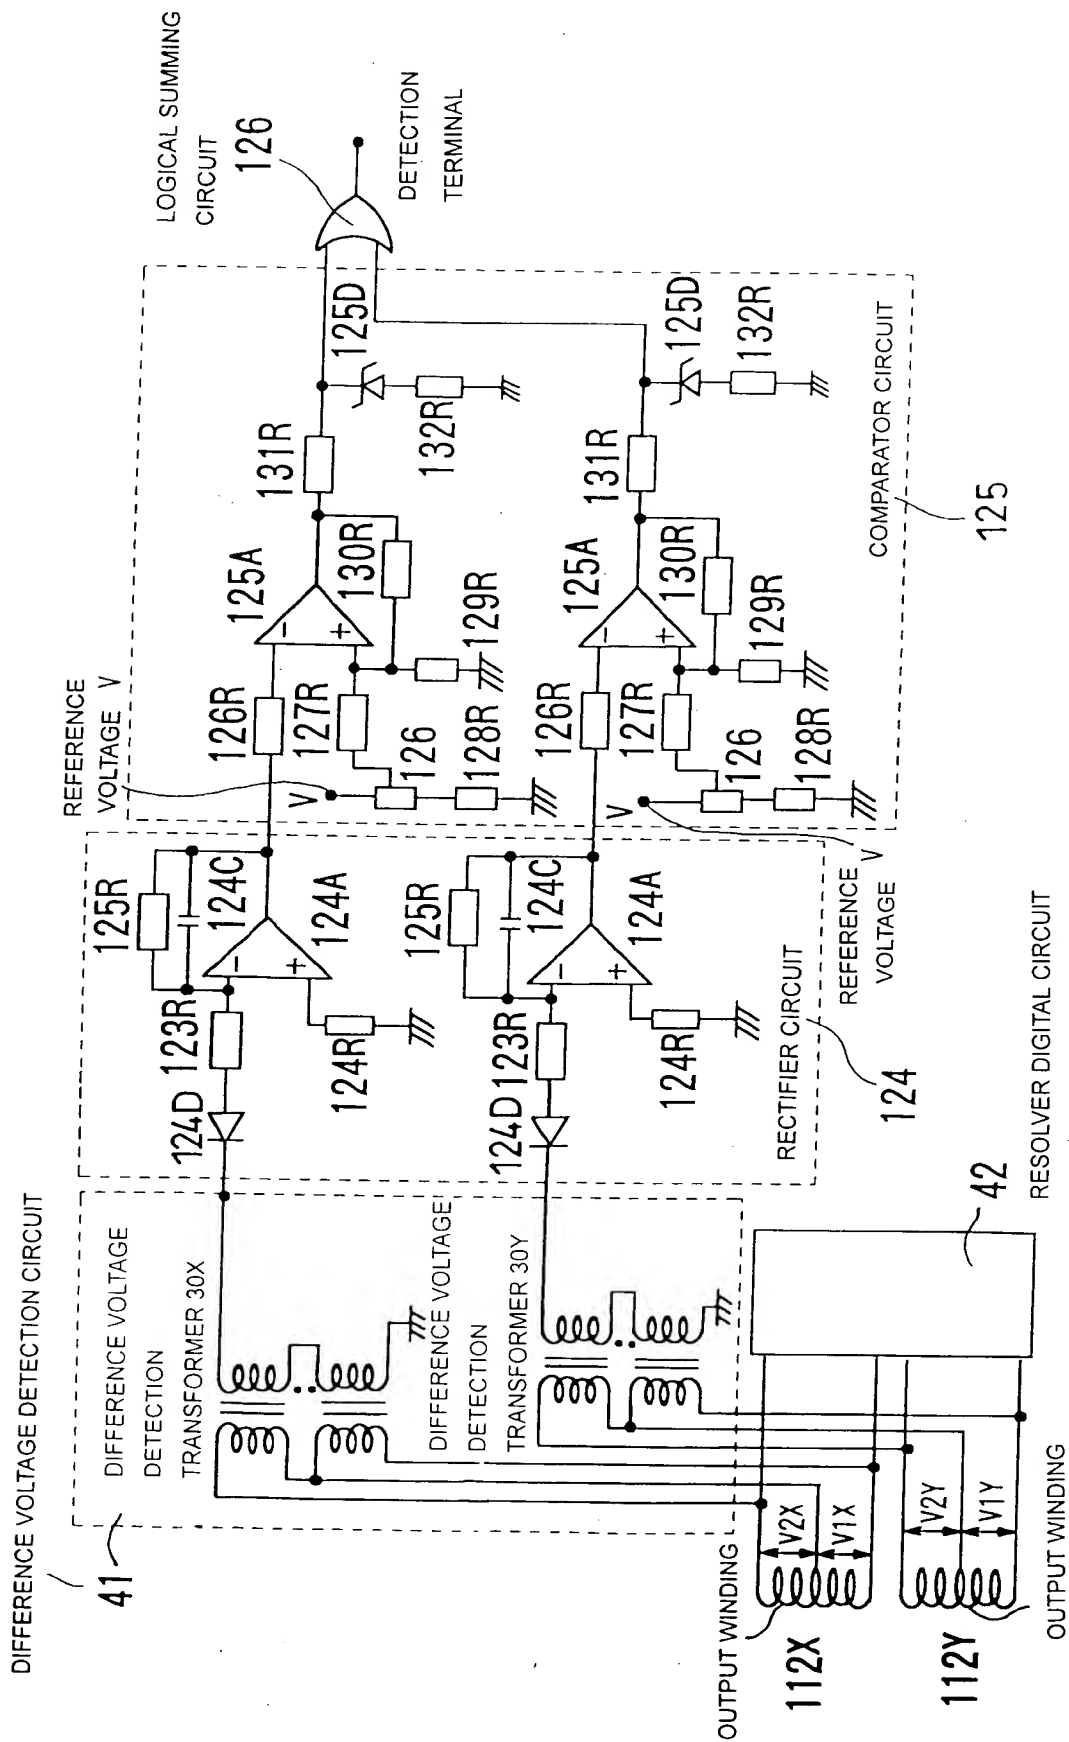 DIFFERENCE VOLTAGE DETECTION CIRCUIT
41
DIFFERENCE VOLTAGE
DETECTION
TRANSFORMER 30X
DIFFERENCE VOLTAGE
DETECTION
TRANSFORMER 30Y
OUTPUT WINDING
112X
V2X
V1X
112Y
V2Y
V1Y
OUTPUT WINDING
42
RESOLVER DIGITAL CIRCUIT
124D
123R
125R
124C
124A
124R
-
+
124D
123R
125R
124C
124A
124R
-
+
RECTIFIER CIRCUIT
124
REFERENCE
VOLTAGE V
V
126R
127R
126
128R
125A
-
+
130R
129R
131R
125D
132R
REFERENCE V
VOLTAGE
V
126R
127R
126
128R
125A
-
+
130R
129R
131R
125D
132R
COMPARATOR CIRCUIT
125
LOGICAL SUMMING
CIRCUIT
126
DETECTION
TERMINAL